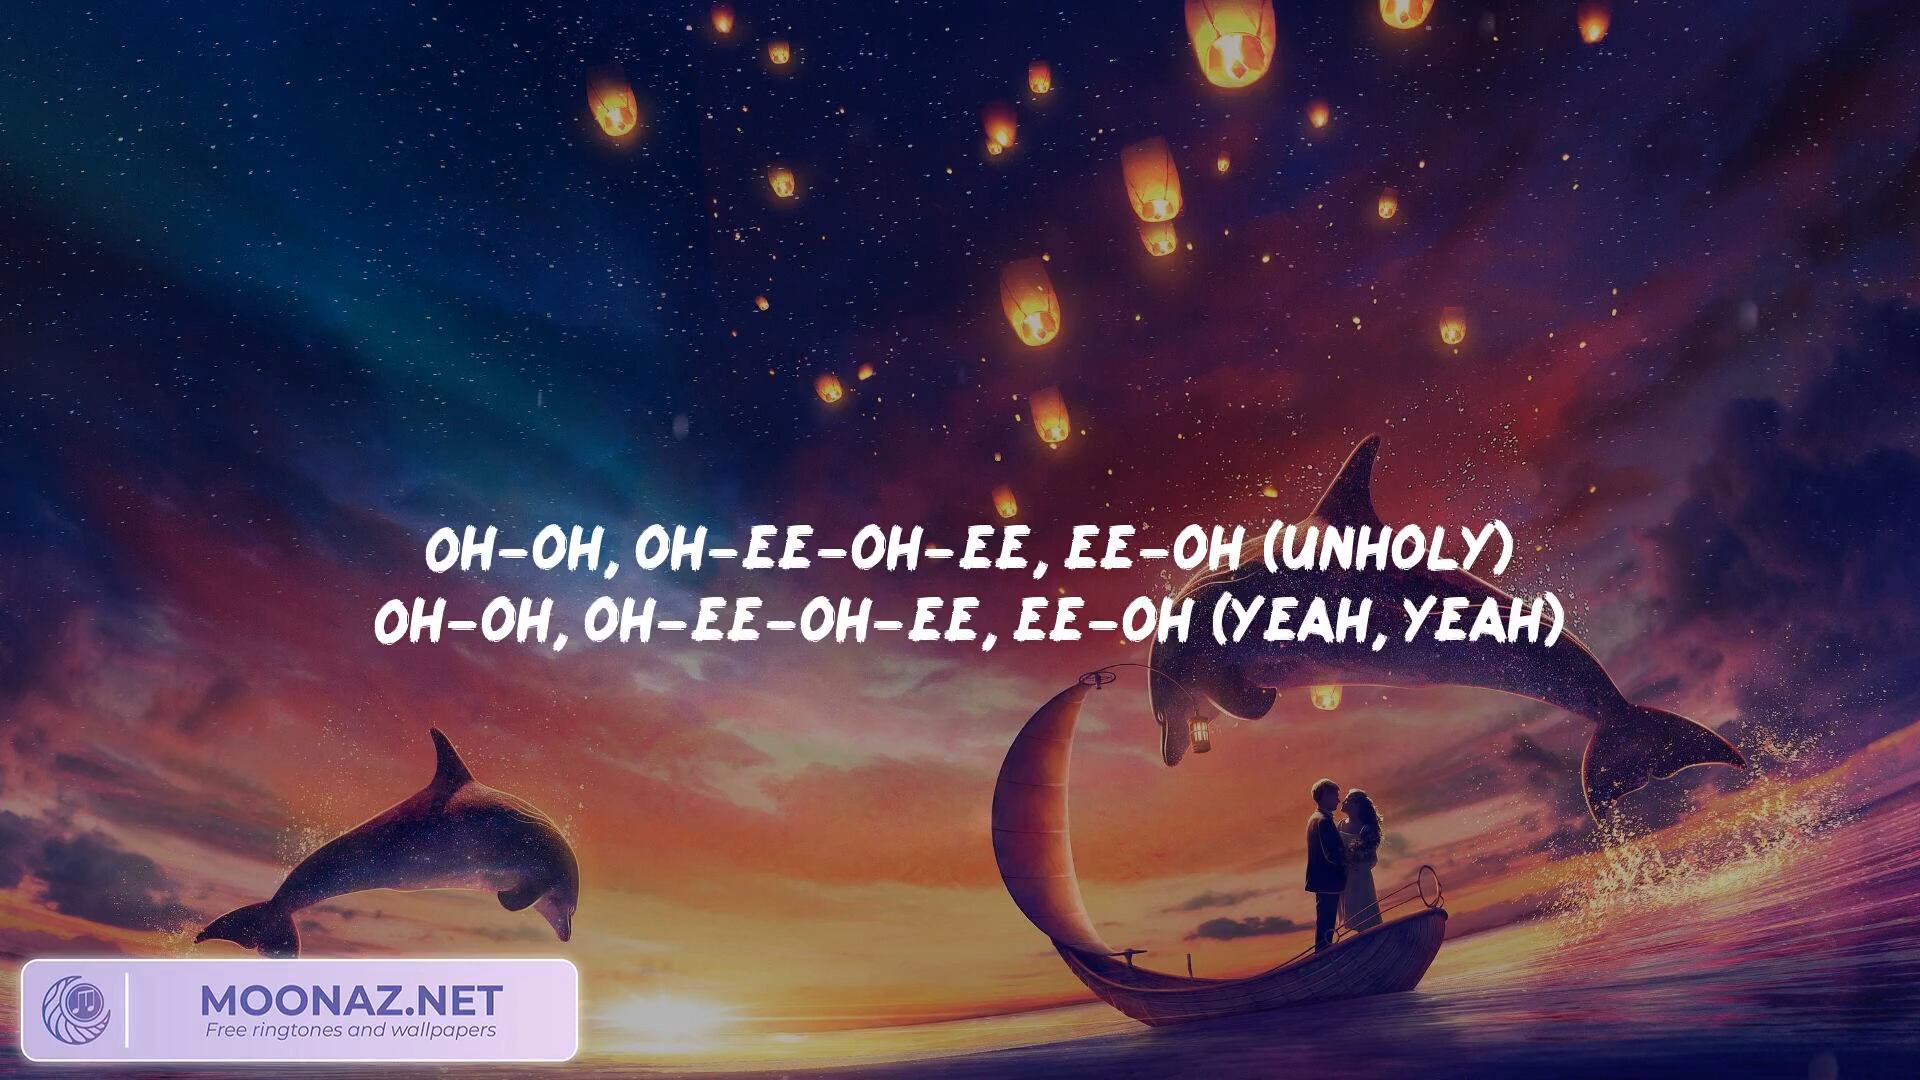 OH-OH, OH-EE-OH-EE, EE-OH (UNHOLY)
OH-OH, OH-EE-OH-EE, EE-OH (YEAH, YEAH)
MOONAZ.NET
Free ringtones and wallpapers